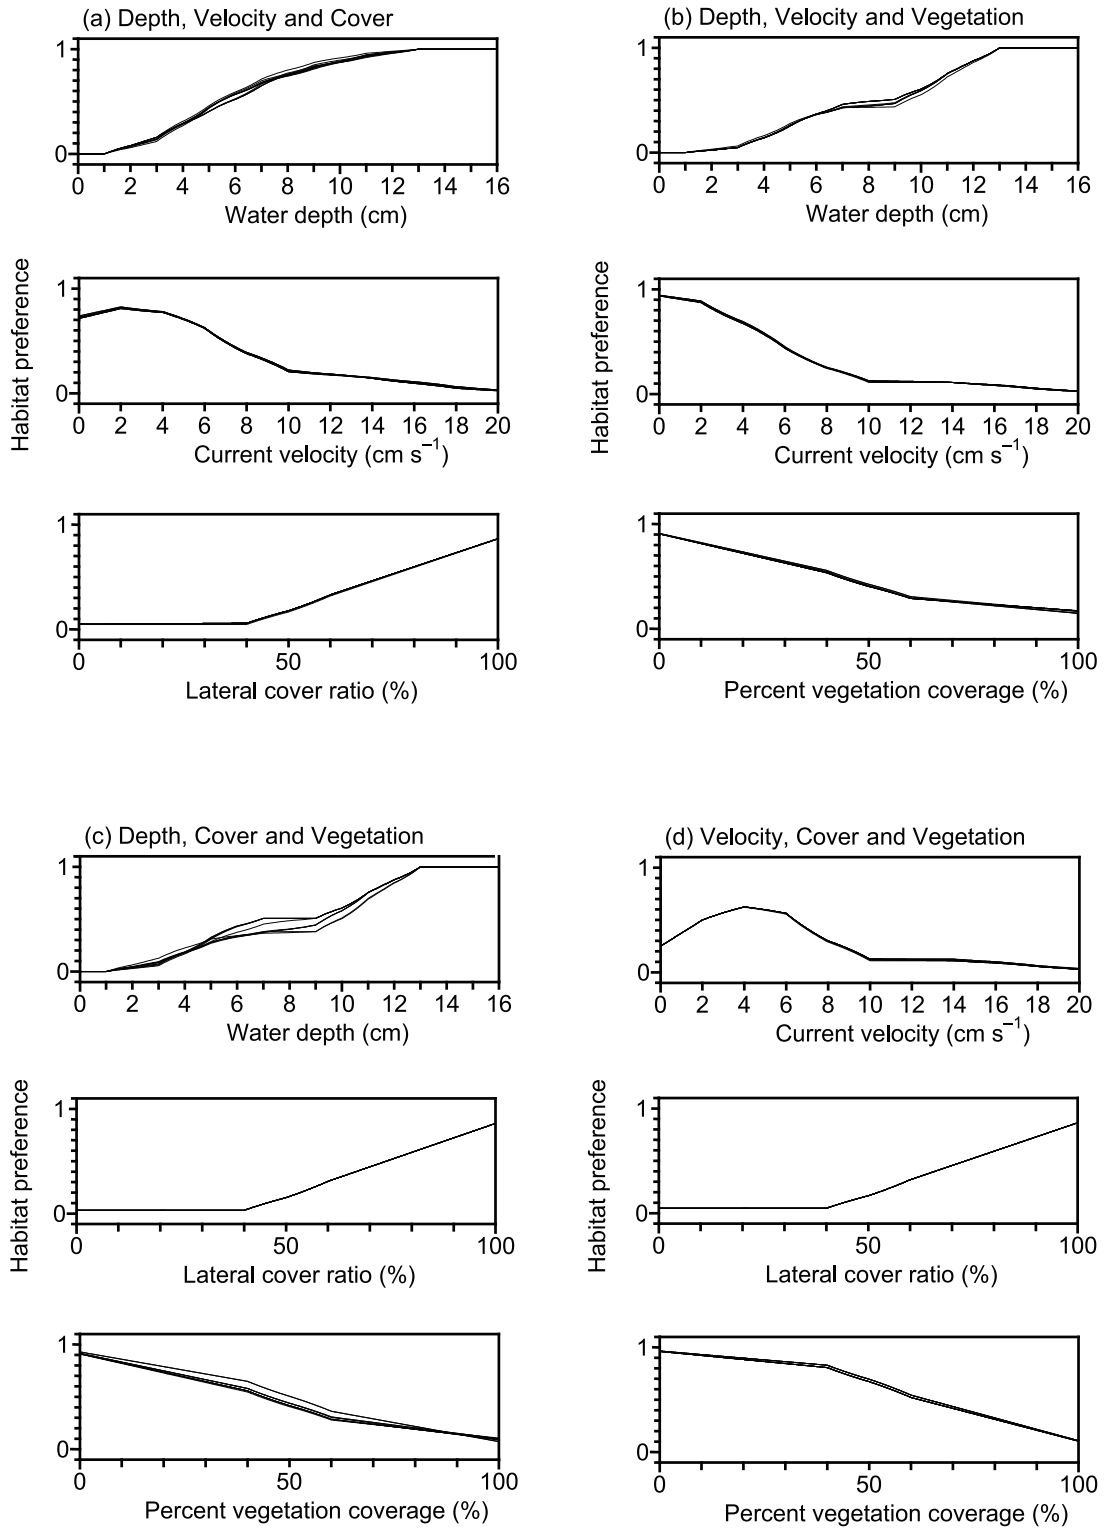 (a) Depth, Velocity and Cover
1
0
0 2 4 6 8 10 12 14 16
Water depth (cm)
Habitat preference
1
0
0 2 4 6 8 10 12 14 16 18 20
Current velocity (cm s⁻¹)
1
0
0 50 100
Lateral cover ratio (%)
(b) Depth, Velocity and Vegetation
1
0
0 2 4 6 8 10 12 14 16
Water depth (cm)
Habitat preference
1
0
0 2 4 6 8 10 12 14 16 18 20
Current velocity (cm s⁻¹)
1
0
0 50 100
Percent vegetation coverage (%)
(c) Depth, Cover and Vegetation
1
0
0 2 4 6 8 10 12 14 16
Water depth (cm)
Habitat preference
1
0
0 50 100
Lateral cover ratio (%)
1
0
0 50 100
Percent vegetation coverage (%)
(d) Velocity, Cover and Vegetation
1
0
0 2 4 6 8 10 12 14 16 18 20
Current velocity (cm s⁻¹)
Habitat preference
1
0
0 50 100
Lateral cover ratio (%)
1
0
0 50 100
Percent vegetation coverage (%)